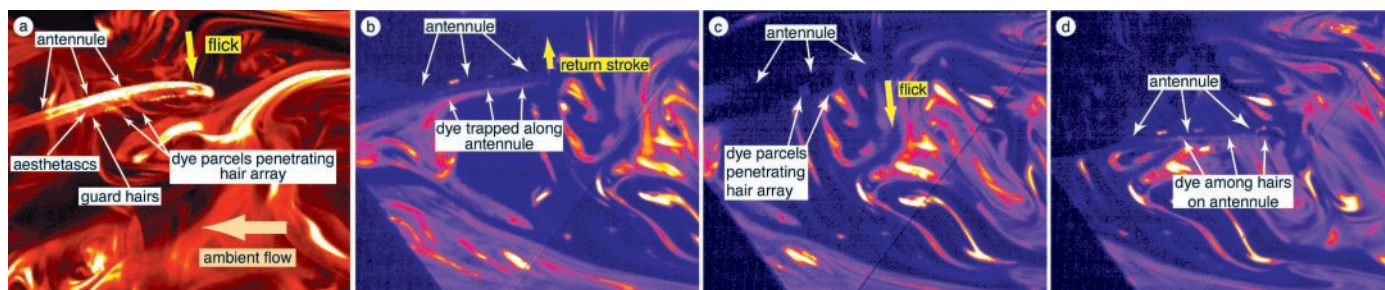 a
antennule
flick
aesthetascs
guard hairs
dye parcels penetrating
hair array
ambient flow
b
antennule
return stroke
dye trapped along
antennule
c
antennule
flick
dye parcels
penetrating
hair array
d
antennule
dye among hairs
on antennule